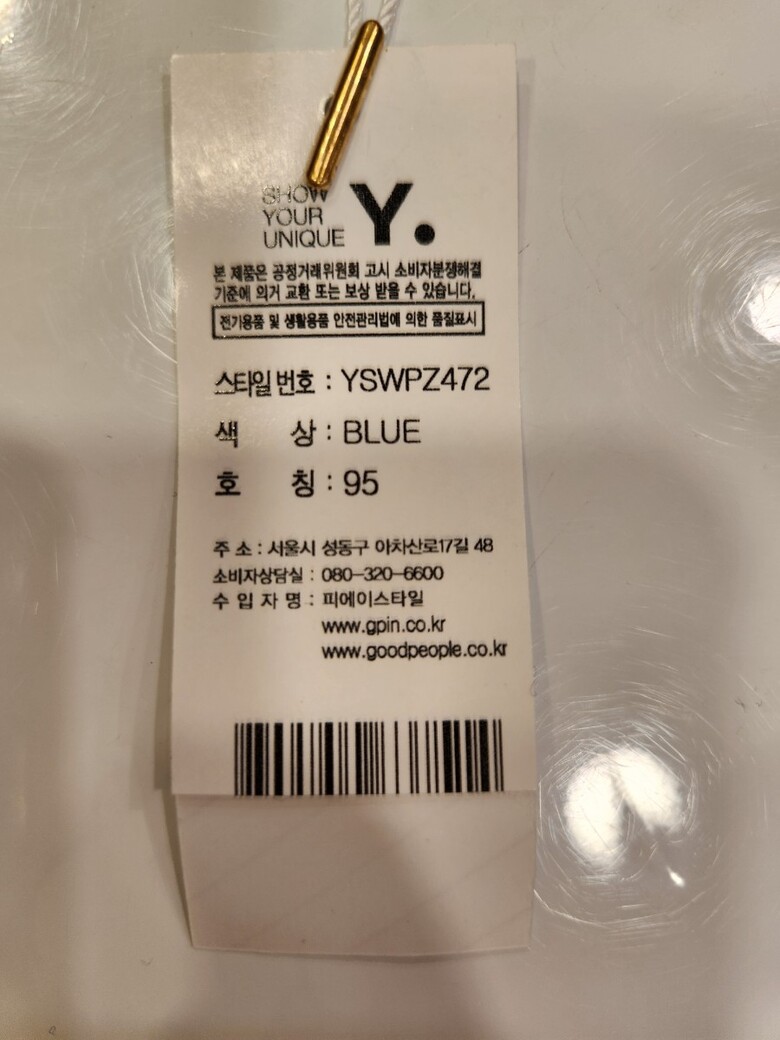 SHOW
YOUR
UNIQUE
Y.
본 제품은 공정거래위원회 고시 소비자분쟁해결
기준에 의거 교환 또는 보상 받을 수 있습니다.
전기용품 및 생활용품 안전관리법에 의한 품질표시
스타일번호 : YSWPZ472
색 상 : BLUE
호 칭 : 95
주 소 : 서울시 성동구 아차산로17길 48
소비자상담실 : 080-320-6600
수 입 자 명 : 피에이스타일
www.gpin.co.kr
www.goodpeople.co.kr